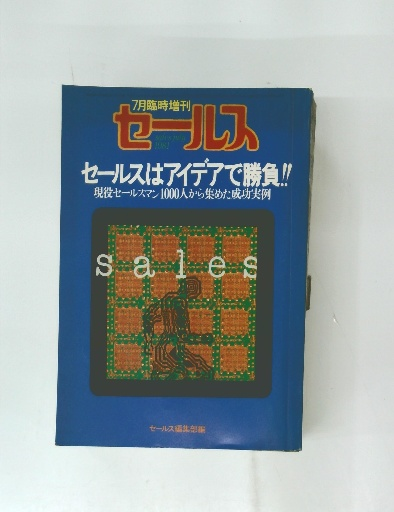 7月臨時増刊
セールス
セールスはアイデアで勝負!!
現役セールスマン1000人から集めた成功実例
sales
セールス編集部編